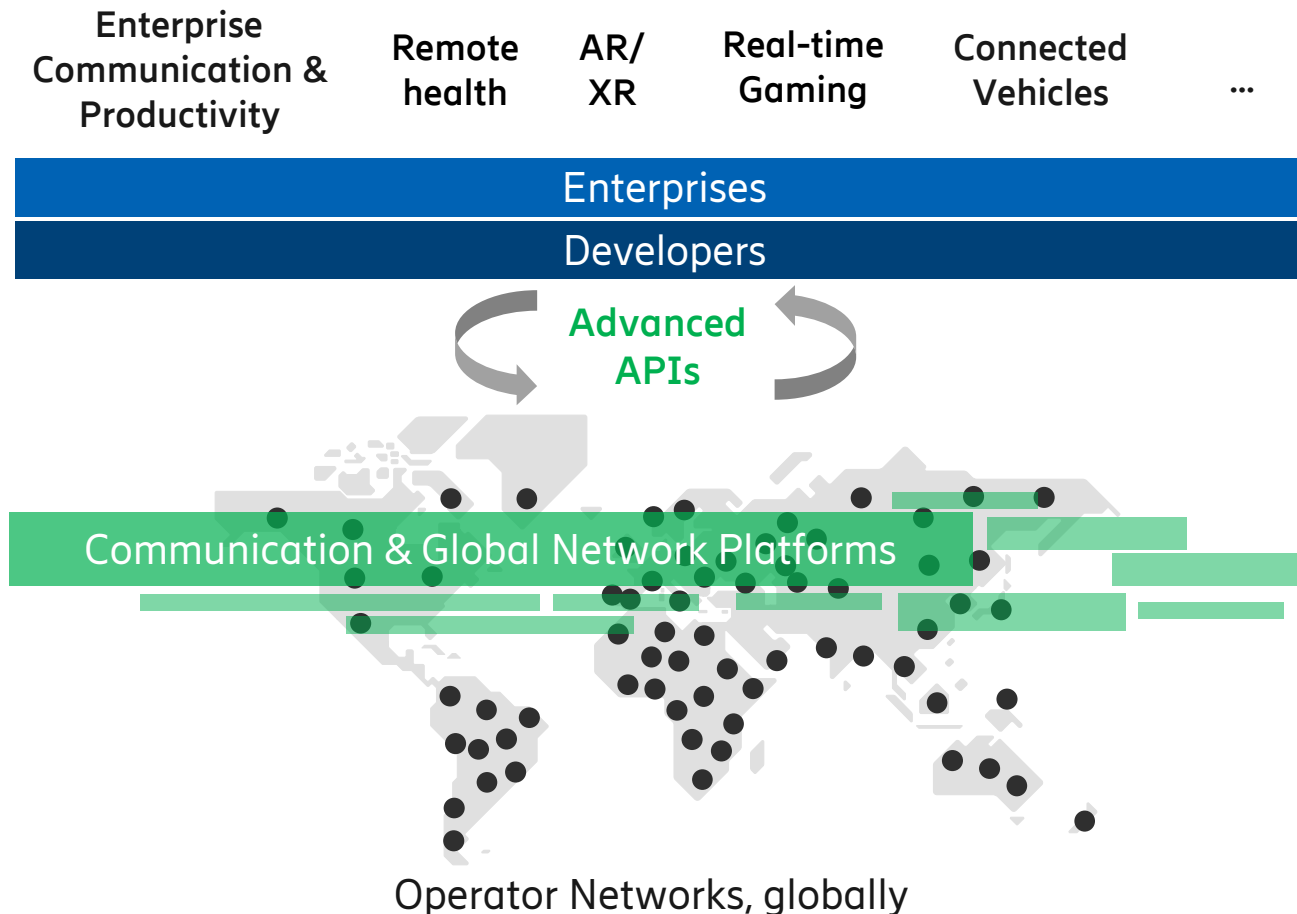 Enterprise
Communication &
Productivity
Remote
health
AR/
XR
Real-time
Gaming
Connected
Vehicles
...
Enterprises
Developers
Advanced
APIs
Communication & Global Network Platforms
Operator Networks, globally